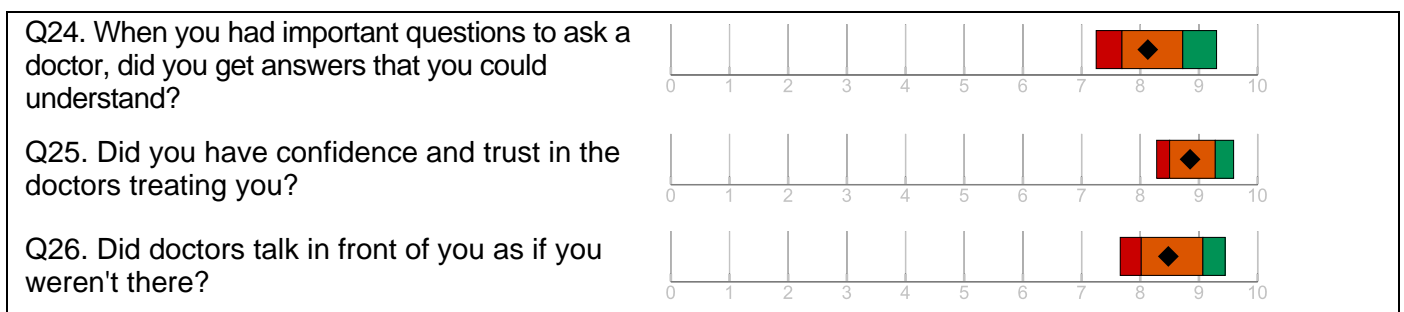 Q24. When you had important questions to ask a
doctor, did you get answers that you could
understand?
0 1 2 3 4 5 6 7 8 9 10
Q25. Did you have confidence and trust in the
doctors treating you?
0 1 2 3 4 5 6 7 8 9 10
Q26. Did doctors talk in front of you as if you
weren't there?
0 1 2 3 4 5 6 7 8 9 10